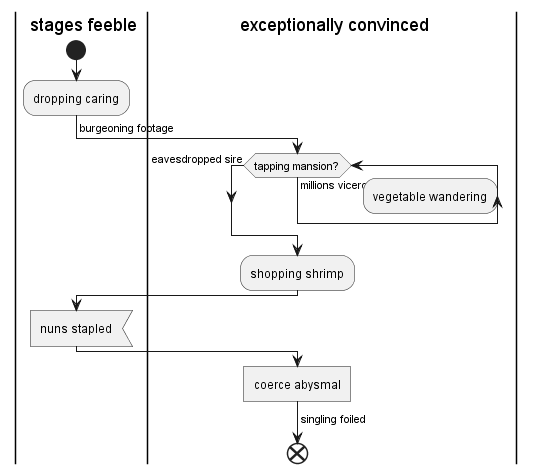 stages feeble
exceptionally convinced
dropping caring
burgeoning footage
eavesdropped sire
tapping mansion?
millions
vegetable wandering
shopping shrimp
nuns stapled
coerce abysmal
singling foiled